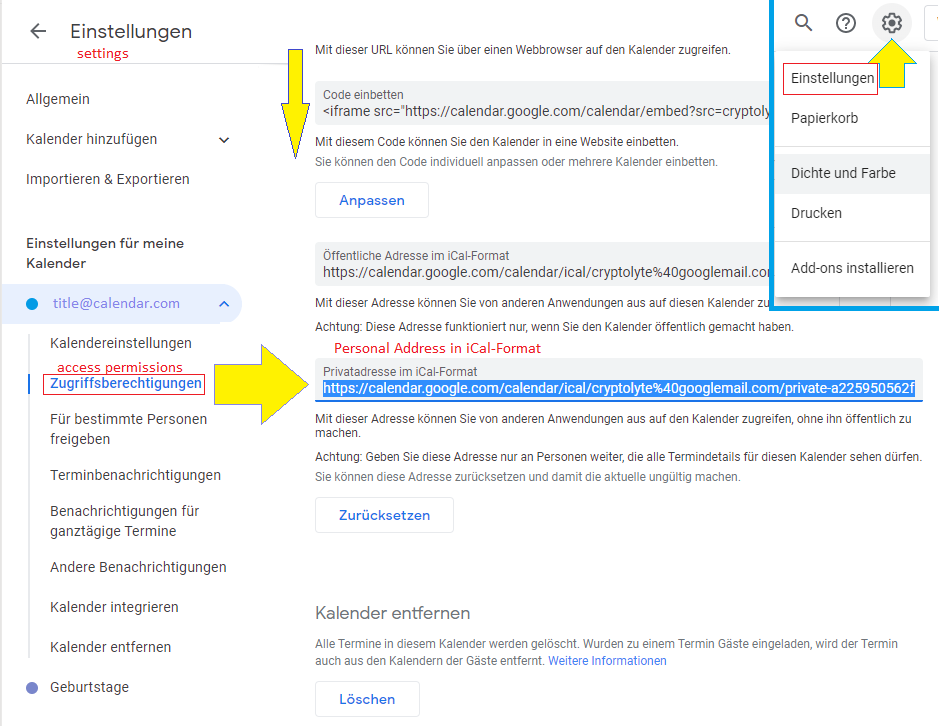 Einstellungen
settings
Allgemein
Kalender hinzufügen
Importieren & Exportieren
Einstellungen für meine
Kalender
title@calendar.com
Kalendereinstellungen
access permissions
Zugriffsberechtigungen
Für bestimmte Personen
freigeben
Terminbenachrichtigungen
Benachrichtigungen für
ganztägige Termine
Andere Benachrichtigungen
Kalender integrieren
Kalender entfernen
Geburtstage
Mit dieser URL können Sie über einen Webbrowser auf den Kalender zugreifen.
Code einbetten
<iframe src="https://calendar.google.com/calendar/embed?src=cryptoly
Mit diesem Code können Sie den Kalender in eine Website einbetten.
Sie können den Code individuell anpassen oder mehrere Kalender einbetten.
Anpassen
Öffentliche Adresse im iCal-Format
https://calendar.google.com/calendar/ical/cryptolyte%40googlemail.com
Mit dieser Adresse können Sie von anderen Anwendungen aus auf diesen Kalender zu
Achtung: Diese Adresse funktioniert nur, wenn Sie den Kalender öffentlich gemacht haben.
Personal Address in iCal-Format
Privatadresse im iCal-Format
https://calendar.google.com/calendar/ical/cryptolyte%40googlemail.com/private-a225950562f
Mit dieser Adresse können Sie von anderen Anwendungen aus auf den Kalender zugreifen, ohne ihn öffentlich zu
machen.
Achtung: Geben Sie diese Adresse nur an Personen weiter, die alle Termindetails für diesen Kalender sehen dürfen.
Sie können diese Adresse zurücksetzen und damit die aktuelle ungültig machen.
Zurücksetzen
Kalender entfernen
Alle Termine in diesem Kalender werden gelöscht. Wurden zu einem Termin Gäste eingeladen, wird der Termin
auch aus den Kalendern der Gäste entfernt. Weitere Informationen
Löschen
Einstellungen
Papierkorb
Dichte und Farbe
Drucken
Add-ons installieren